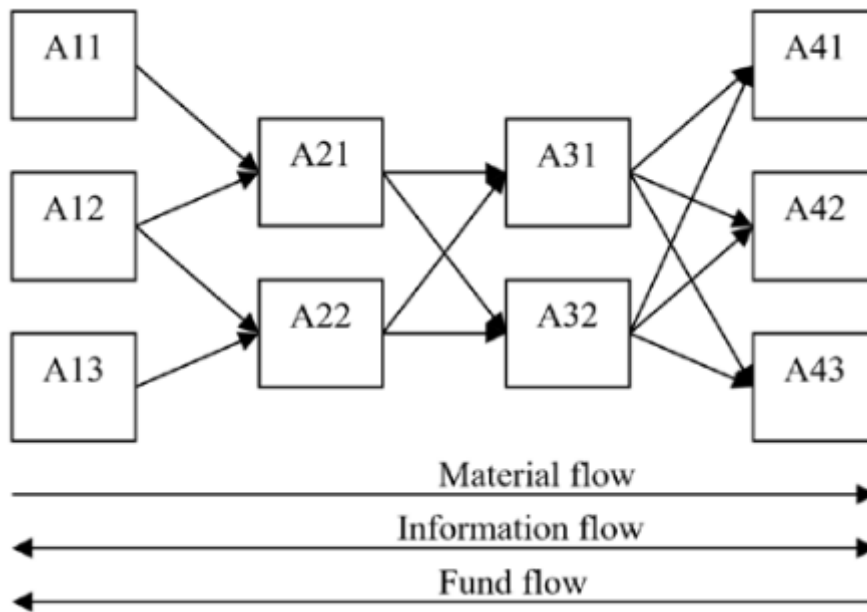 A11
A41
A21
A31
A12
A42
A22
A32
A13
A43
Material flow
Information flow
Fund flow